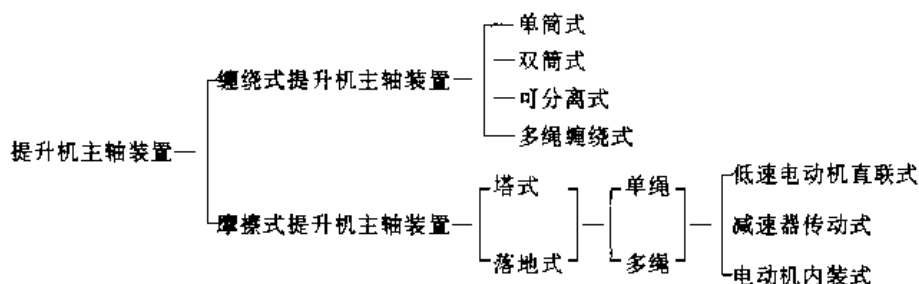 单筒式
双筒式
缠绕式提升机主轴装置
可分离式
多绳缠绕式
提升机主轴装置
塔式
单绳
低速电动机直联式
摩擦式提升机主轴装置
减速器传动式
落地式
多绳
电动机内装式